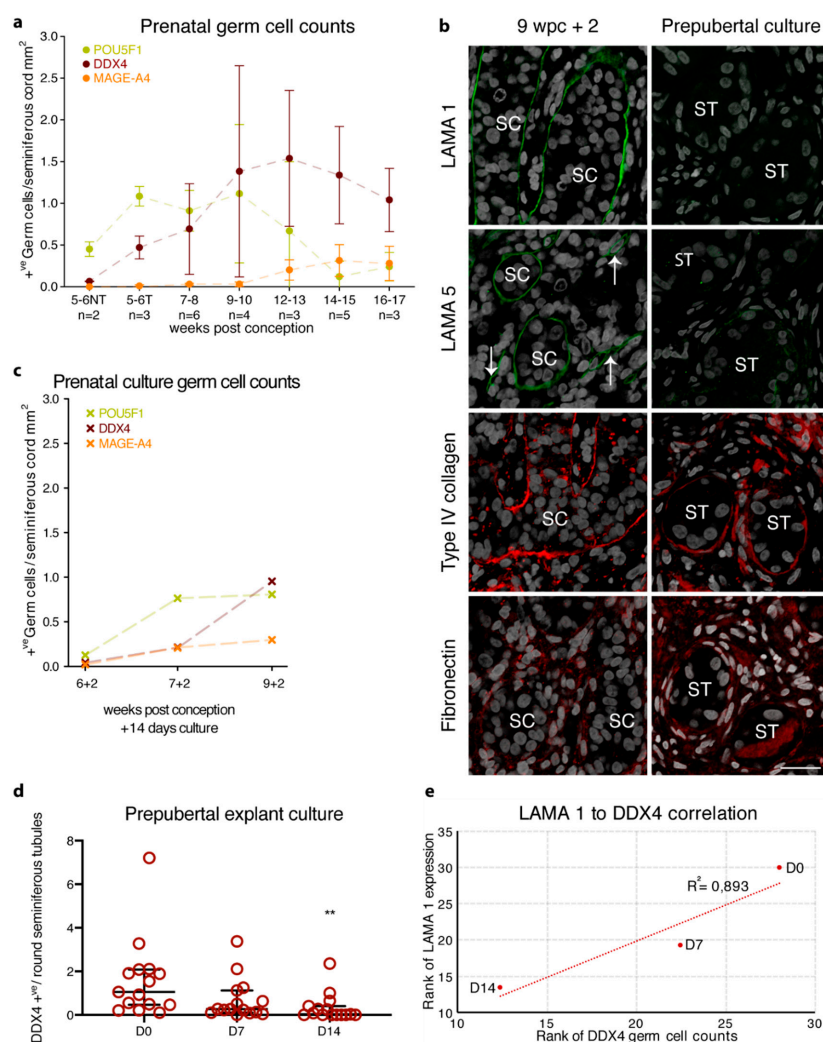 a
Prenatal germ cell counts
POU5F1
DDX4
MAGE-A4
+ve Germ cells/seminiferous cord mm2
3.0
2.5
2.0
1.5
1.0
0.5
0.0
5-6NT 5-6T 7-8 9-10 12-13 14-15 16-17
n=2 n=3 n=6 n=4 n=3 n=5 n=3
weeks post conception
b
9 wpc + 2 Prepubertal culture
LAMA 1
SC
SC
ST
ST
LAMA 5
SC
SC
ST
ST
Type IV collagen
SC
ST
ST
Fibronectin
SC
SC
ST
ST
c
Prenatal culture germ cell counts
POU5F1
DDX4
MAGE-A4
+ve Germ cells/seminiferous cord mm2
3.0
2.5
2.0
1.5
1.0
0.5
0.0
6+2 7+2 9+2
weeks post conception
+14 days culture
d
Prepubertal explant culture
DDX4 +ve/ round seminiferous tubules
8
6
4
2
0
**
D0 D7 D14
e
LAMA 1 to DDX4 correlation
Rank of LAMA 1 expression
35
30
25
20
15
10
D0
R2= 0,893
D7
D14
10 15 20 25 30
Rank of DDX4 germ cell counts